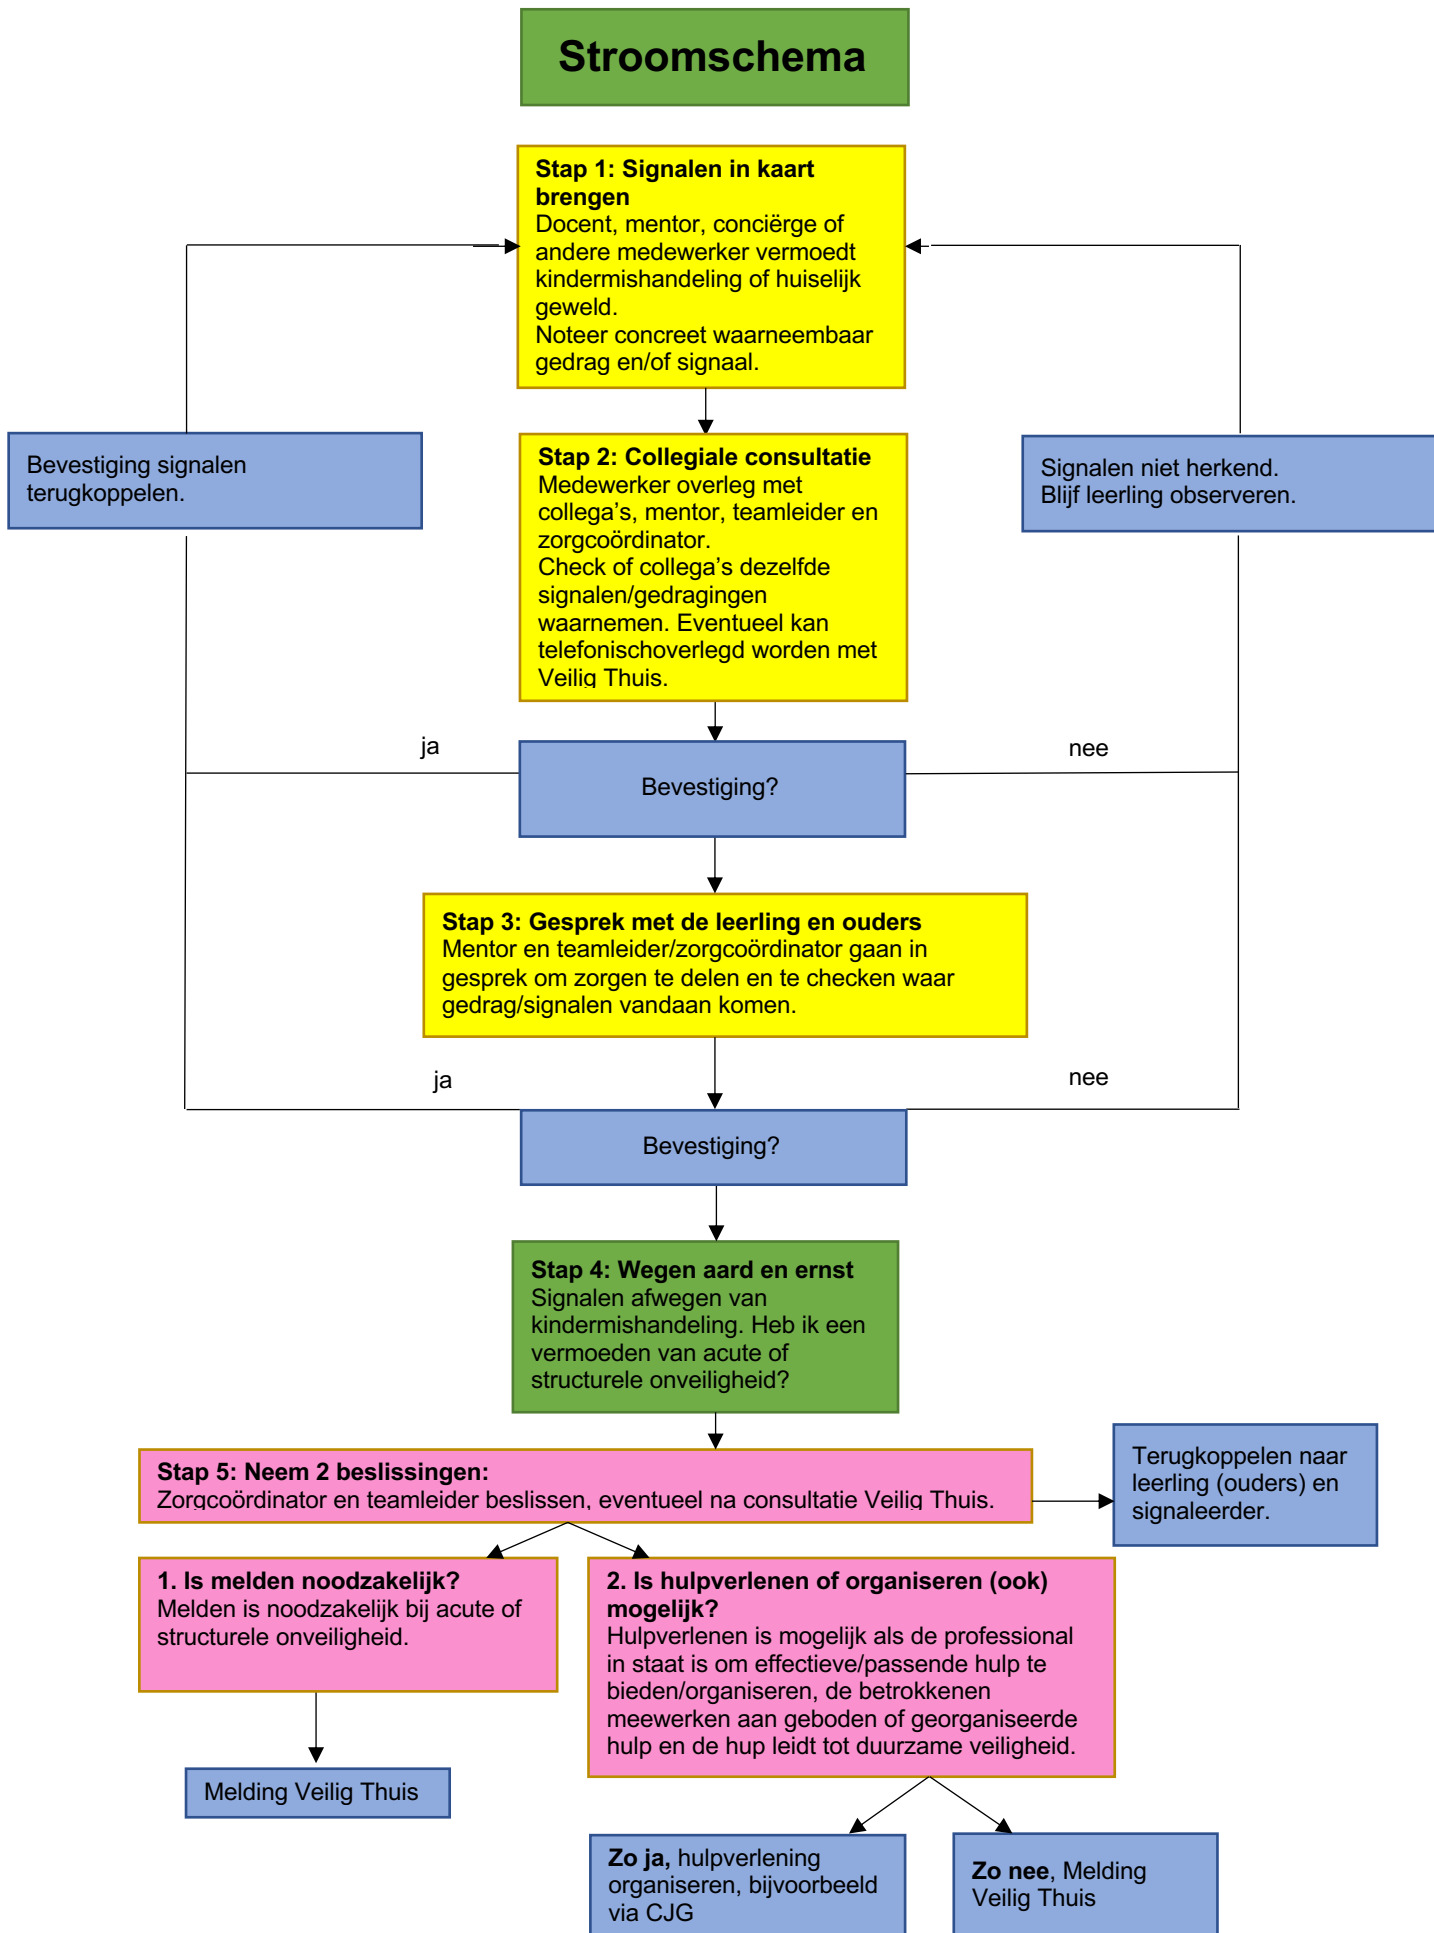 Stroomschema
Stap 1: Signalen in kaart
brengen
Docent, mentor, conciërge of
andere medewerker vermoedt
kindermishandeling of huiselijk
geweld.
Noteer concreet waarneembaar
gedrag en/of signaal.
Bevestiging signalen
terugkoppelen.
Stap 2: Collegiale consultatie
Medewerker overleg met
collega’s, mentor, teamleider en
zorgcoördinator.
Check of collega’s dezelfde
signalen/gedragingen
waarnemen. Eventueel kan
telefonischoverlegd worden met
Veilig Thuis.
Signalen niet herkend.
Blijf leerling observeren.
ja
nee
Bevestiging?
Stap 3: Gesprek met de leerling en ouders
Mentor en teamleider/zorgcoördinator gaan in
gesprek om zorgen te delen en te checken waar
gedrag/signalen vandaan komen.
ja
nee
Bevestiging?
Stap 4: Wegen aard en ernst
Signalen afwegen van
kindermishandeling. Heb ik een
vermoeden van acute of
structurele onveiligheid?
Stap 5: Neem 2 beslissingen:
Zorgcoördinator en teamleider beslissen, eventueel na consultatie Veilig Thuis.
Terugkoppelen naar
leerling (ouders) en
signaleerder.
1. Is melden noodzakelijk?
Melden is noodzakelijk bij acute of
structurele onveiligheid.
2. Is hulpverlenen of organiseren (ook)
mogelijk?
Hulpverlenen is mogelijk als de professional
in staat is om effectieve/passende hulp te
bieden/organiseren, de betrokkenen
meewerken aan geboden of georganiseerde
hulp en de hup leidt tot duurzame veiligheid.
Melding Veilig Thuis
Zo ja, hulpverlening
organiseren, bijvoorbeeld
via CJG
Zo nee, Melding
Veilig Thuis